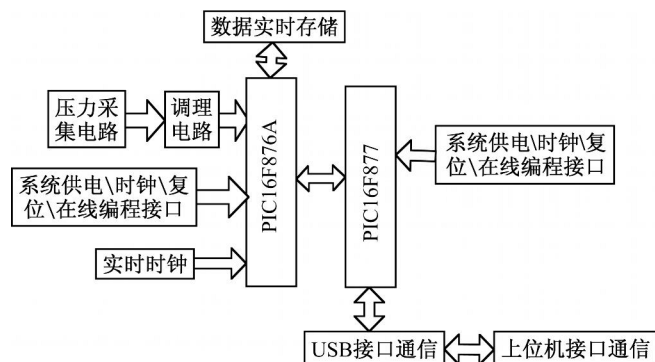 数据实时存储
压力采
集电路
调理
电路
PIC16F876A
PIC16F877
系统供电\时钟\复
位\在线编程接口
系统供电\时钟\复
位\在线编程接口
实时时钟
USB接口通信
上位机接口通信